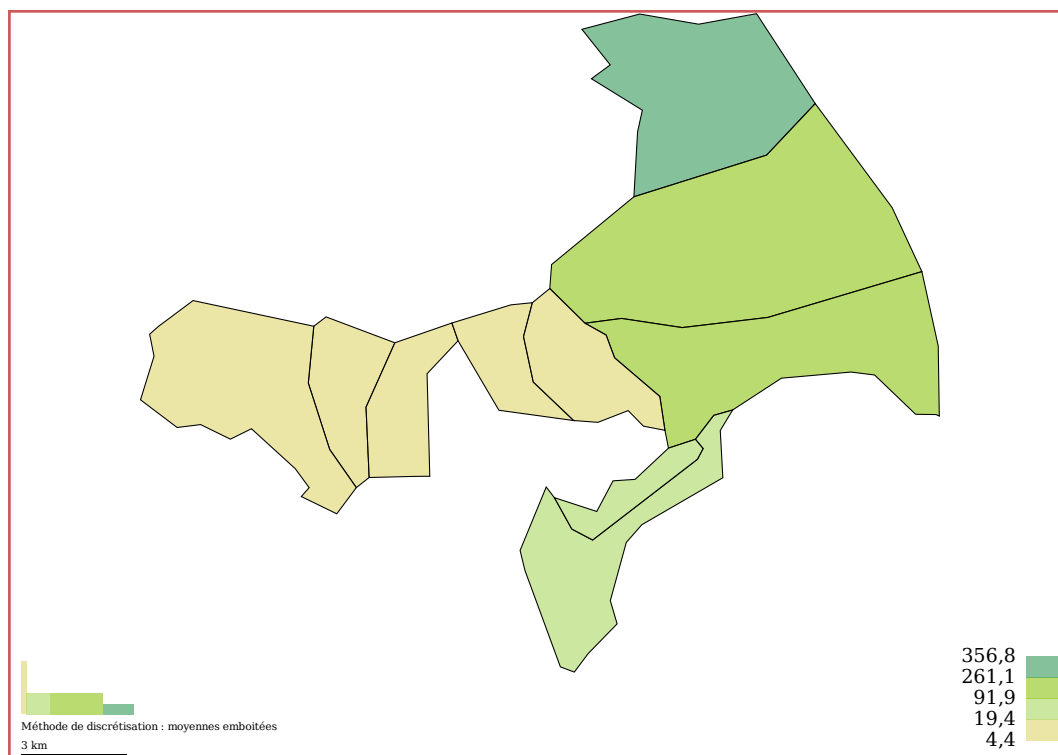 356,8
261,1
91,9
19,4
4,4
Méthode de discrétisation : moyennes emboitées
3 km